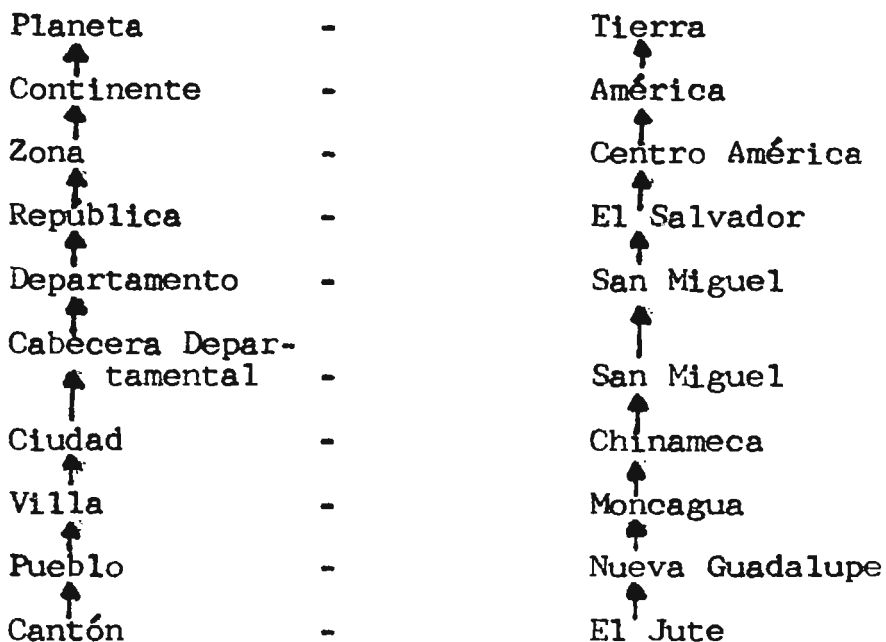 Planeta - Tierra
Continente - América
Zona - Centro América
República - El Salvador
Departamento - San Miguel
Cabecera Depar-
tamental - San Miguel
Ciudad - Chinameca
Villa - Moncagua
Pueblo - Nueva Guadalupe
Cantón - El Jute